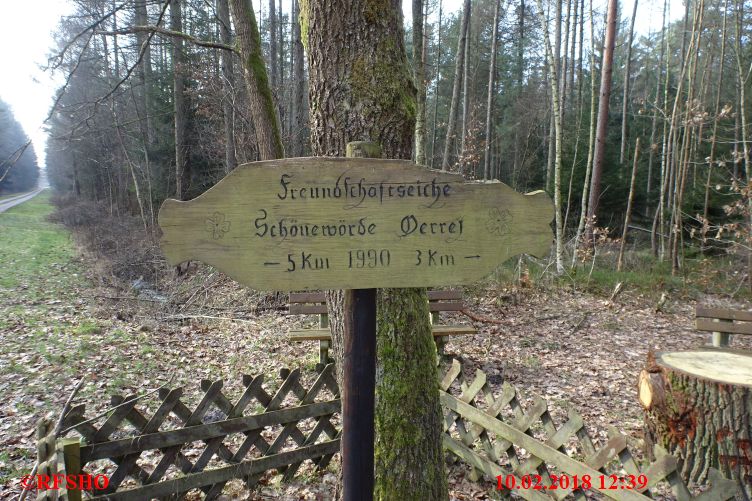 Freundschaftseiche
Schönewörde Oerrel
- 5 Km 1990 3 Km →
©RFSHO
10.02.2018 12:39